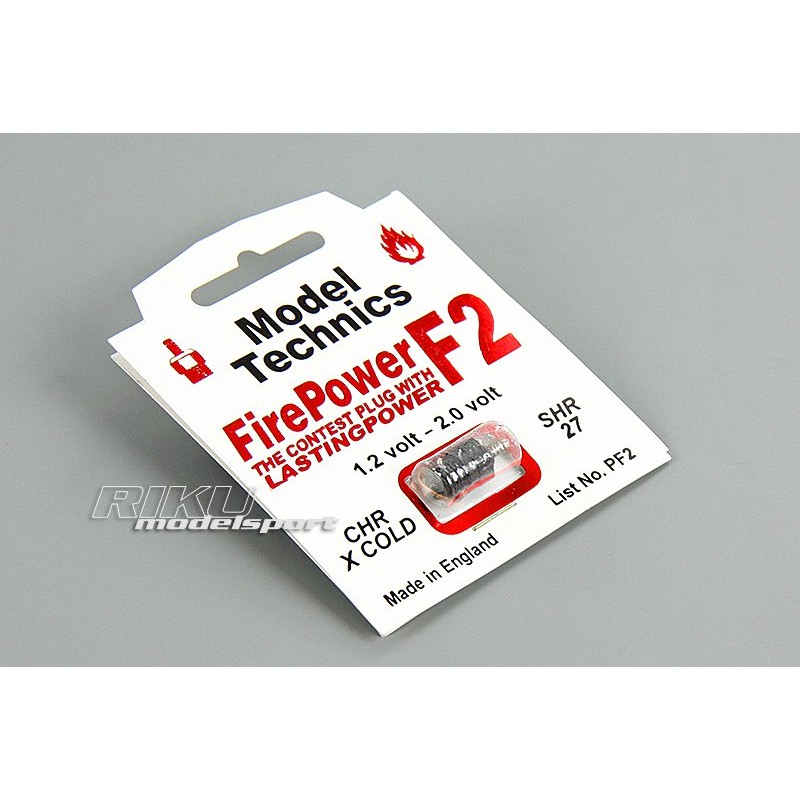 Model
Technics
FirePower F2
THE CONTEST PLUG WITH
LASTINGPOWER
1.2 volt - 2.0 volt
SHR
27
CHR
X COLD
List No. PF2
Made in England
RIKU
modelsport